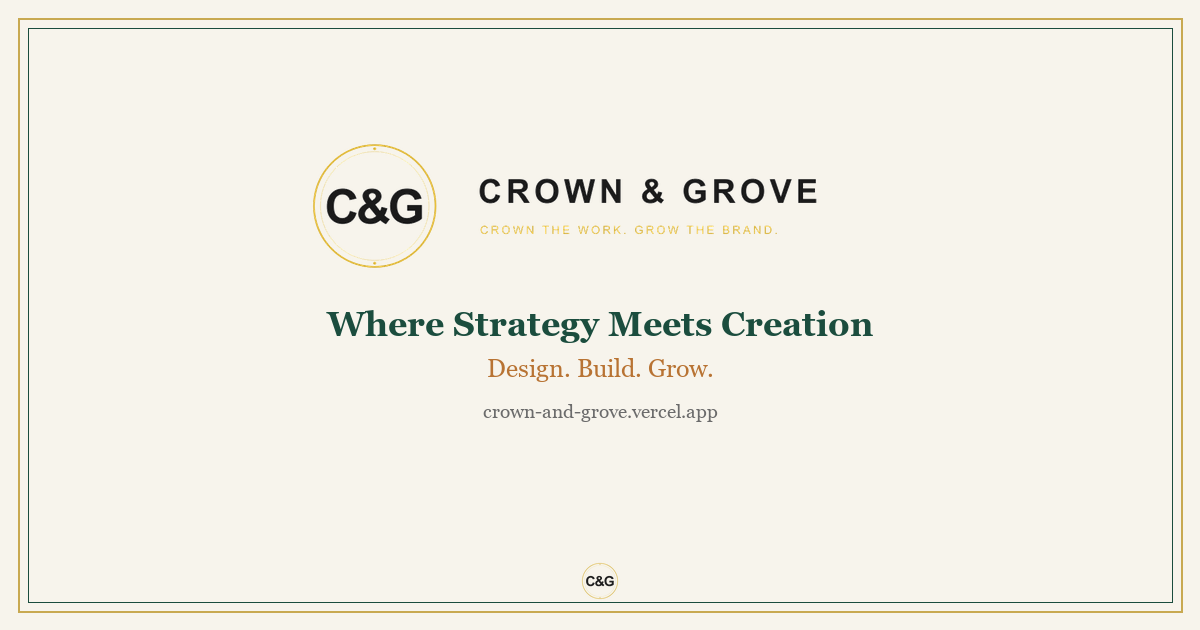 C&G
CROWN & GROVE
CROWN THE WORK. GROW THE BRAND.
Where Strategy Meets Creation
Design. Build. Grow.
crown-and-grove.vercel.app
C&G